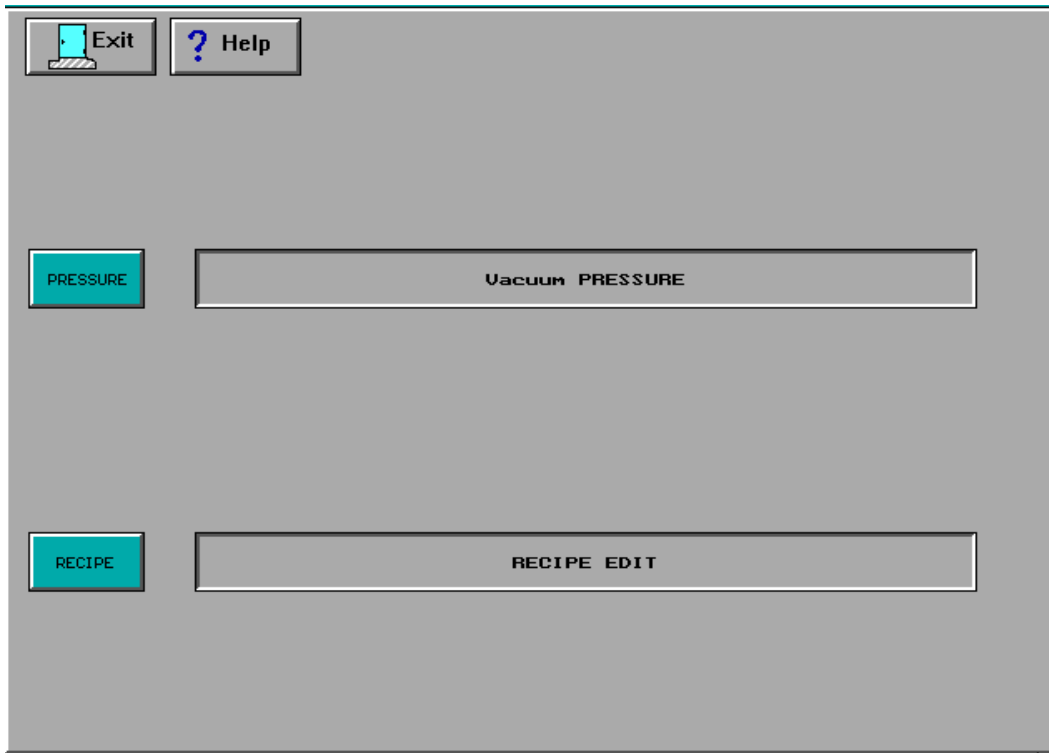 Exit
? Help
PRESSURE
Vacuum PRESSURE
RECIPE
RECIPE EDIT